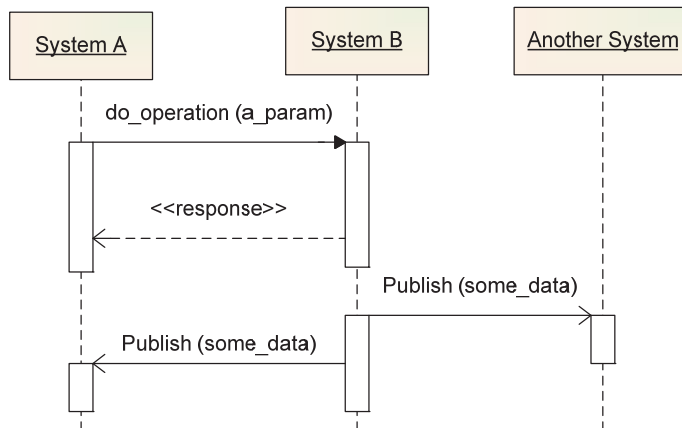 System A
System B
Another System
do_operation (a_param)
<<response>>
Publish (some_data)
Publish (some_data)